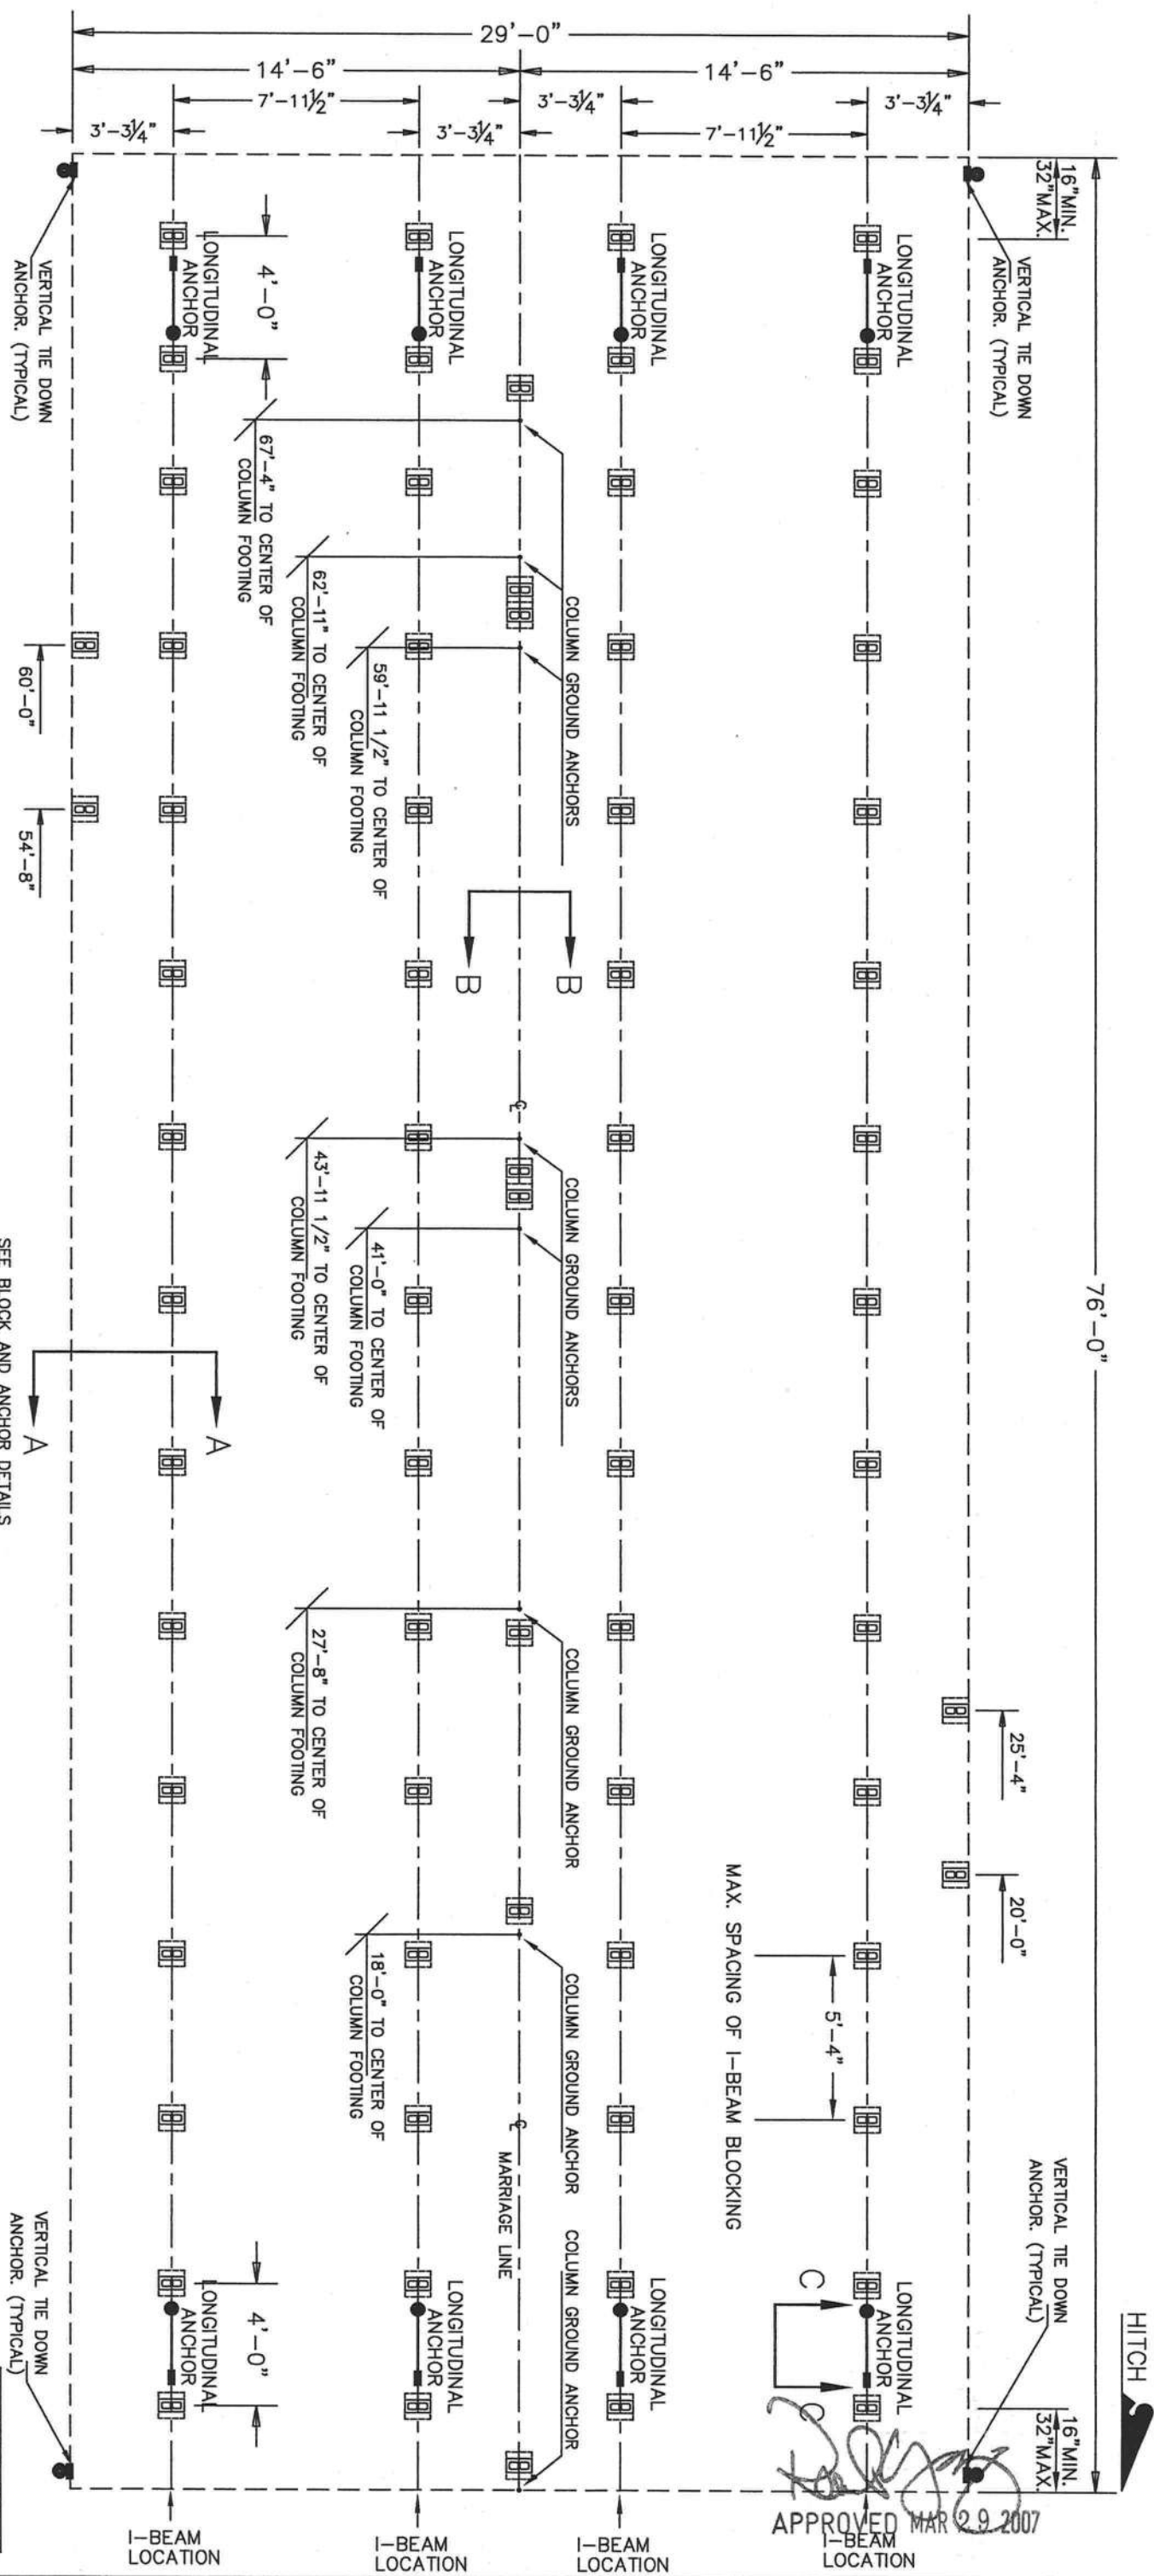 HITCH
76'-0"
16"MIN.
32"MAX.
VERTICAL TIE DOWN
ANCHOR. (TYPICAL)
25'-4"
20'-0"
VERTICAL TIE DOWN
ANCHOR. (TYPICAL)
16"MIN.
32"MAX.
29'-0"
14'-6"
14'-6"
3'-3¼"
7'-11½"
3'-3¼"
3'-3¼"
7'-11½"
3'-3¼"
LONGITUDINAL
ANCHOR
5'-4"
LONGITUDINAL
ANCHOR
I-BEAM
LOCATION
MAX. SPACING OF I-BEAM BLOCKING
C
C
APPROVED MAR 29 2007
LONGITUDINAL
ANCHOR
LONGITUDINAL
ANCHOR
I-BEAM
LOCATION
COLUMN GROUND ANCHORS
B
B
COLUMN GROUND ANCHORS
COLUMN GROUND ANCHOR
COLUMN GROUND ANCHOR
COLUMN GROUND ANCHOR
℄
℄
MARRIAGE LINE
LONGITUDINAL
ANCHOR
LONGITUDINAL
ANCHOR
I-BEAM
LOCATION
59'-11 1/2" TO CENTER OF
COLUMN FOOTING
41'-0" TO CENTER OF
COLUMN FOOTING
18'-0" TO CENTER OF
COLUMN FOOTING
62'-11" TO CENTER OF
COLUMN FOOTING
43'-11 1/2" TO CENTER OF
COLUMN FOOTING
27'-8" TO CENTER OF
COLUMN FOOTING
67'-4" TO CENTER OF
COLUMN FOOTING
4'-0"
4'-0"
LONGITUDINAL
ANCHOR
LONGITUDINAL
ANCHOR
I-BEAM
LOCATION
A
A
VERTICAL TIE DOWN
ANCHOR. (TYPICAL)
60'-0"
54'-8"
VERTICAL TIE DOWN
ANCHOR. (TYPICAL)
SEE BLOCK AND ANCHOR DETAILS